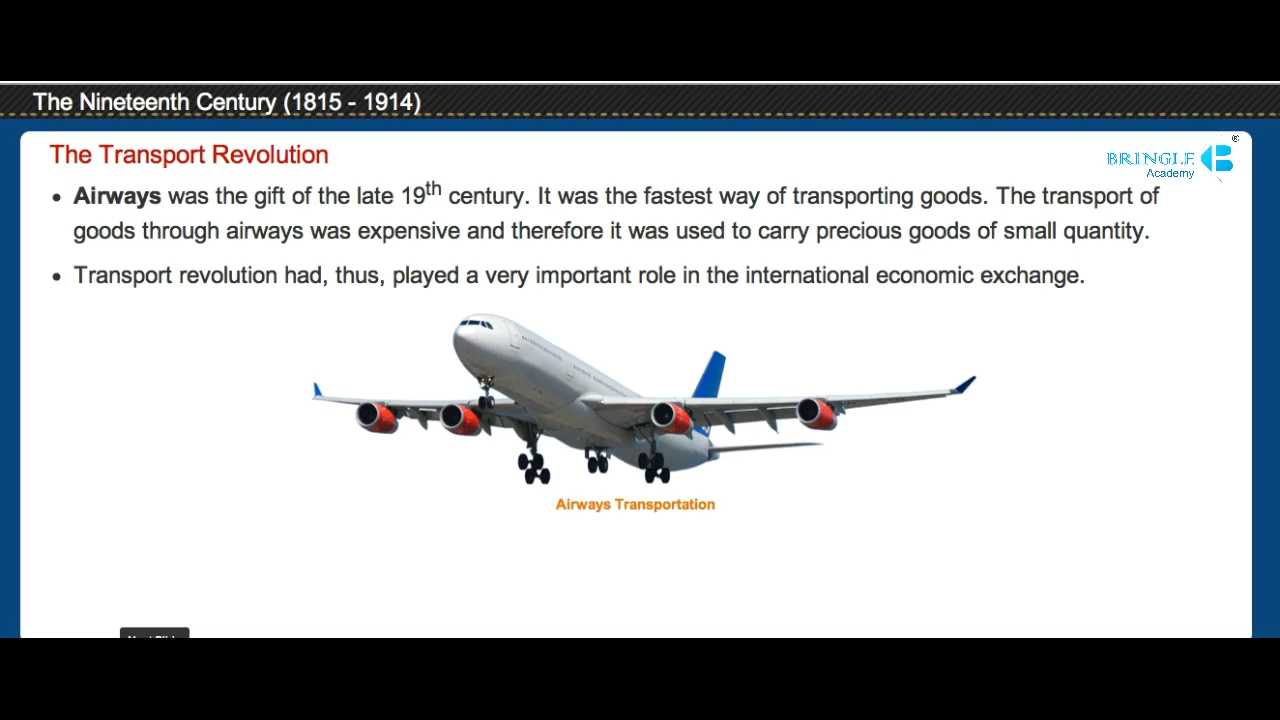 The Nineteenth Century (1815 - 1914)
The Transport Revolution
BRINGLE ®
Academy
• Airways was the gift of the late 19th century. It was the fastest way of transporting goods. The transport of
goods through airways was expensive and therefore it was used to carry precious goods of small quantity.
• Transport revolution had, thus, played a very important role in the international economic exchange.
Airways Transportation